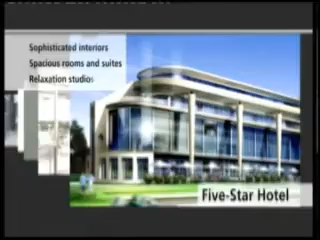 Sophisticated interiors
Spacious rooms and suites
Relaxation studios
Five-Star Hotel